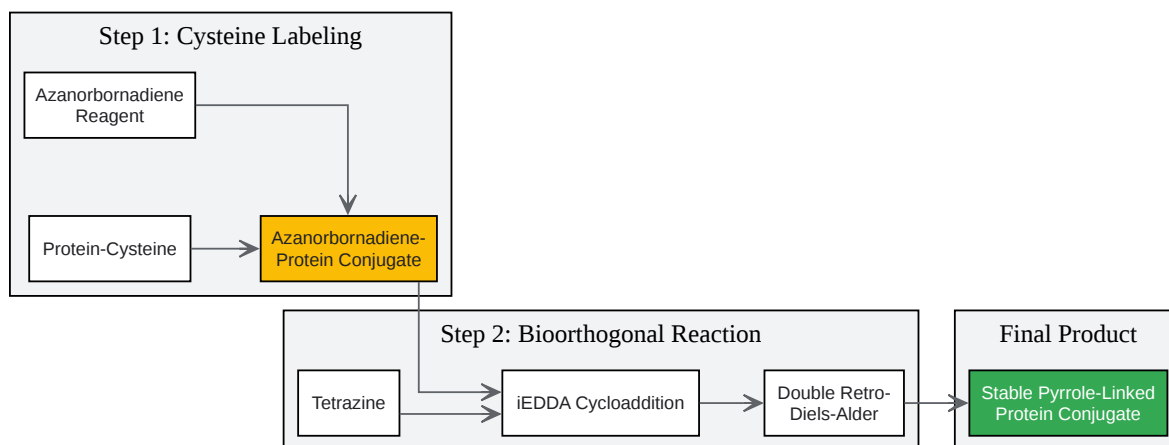 Step 1: Cysteine Labeling
Azanorbornadiene
Reagent
Protein-Cysteine
Azanorbornadiene-
Protein Conjugate
Step 2: Bioorthogonal Reaction
Tetrazine
iEDDA Cycloaddition
Double Retro-
Diels-Alder
Final Product
Stable Pyrrole-Linked
Protein Conjugate